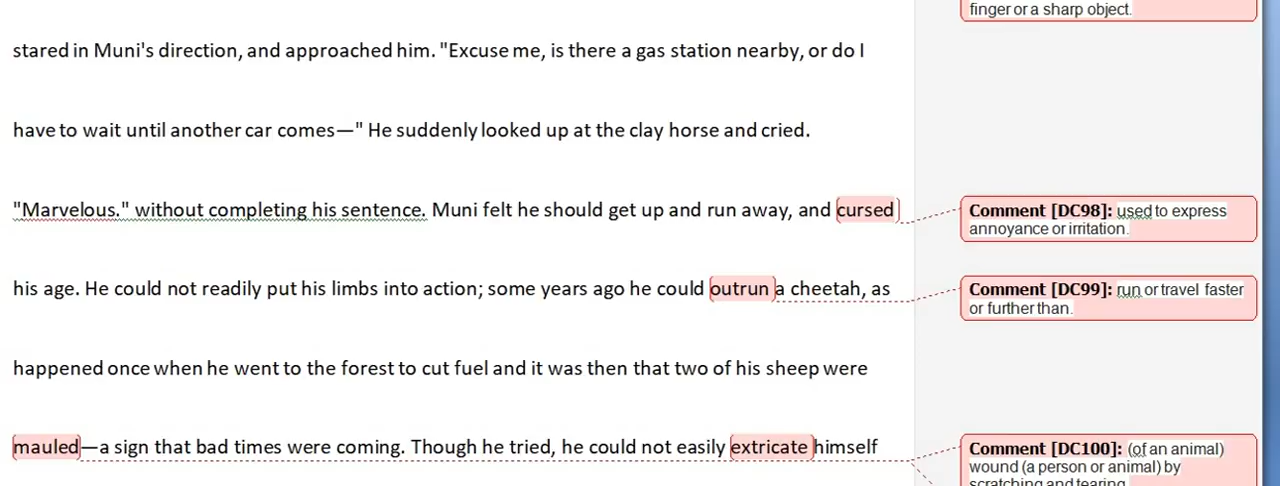 finger or a sharp object.
stared in Muni's direction, and approached him. "Excuse me, is there a gas station nearby, or do I
have to wait until another car comes—" He suddenly looked up at the clay horse and cried.
"Marvelous." without completing his sentence. Muni felt he should get up and run away, and cursed
Comment [DC98]: used to express
annoyance or irritation.
his age. He could not readily put his limbs into action; some years ago he could outrun a cheetah, as
Comment [DC99]: run or travel faster
or further than.
happened once when he went to the forest to cut fuel and it was then that two of his sheep were
mauled—a sign that bad times were coming. Though he tried, he could not easily extricate himself
Comment [DC100]: (of an animal)
wound (a person or animal) by
scratching and tearing.